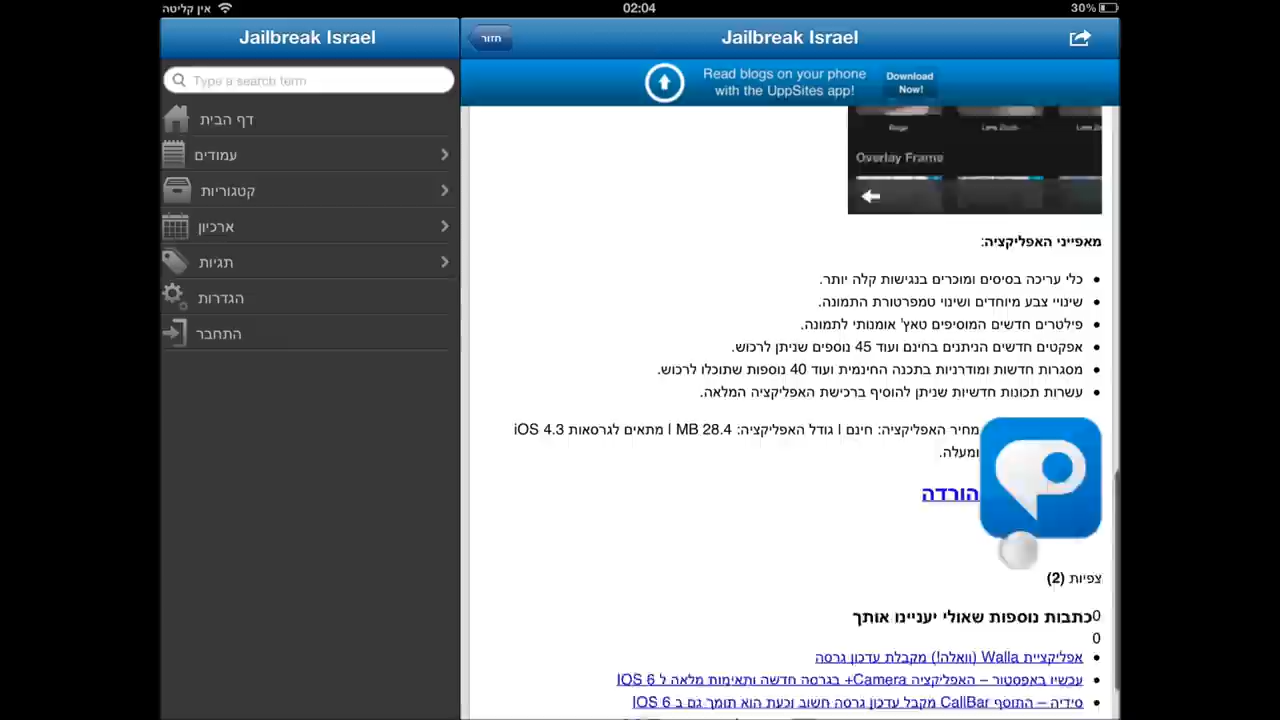 אין קליטה
02:04
30%
Jailbreak Israel
חזור
Jailbreak Israel
Read blogs on your phone
with the UppSites app!
Download
Now!
Type a search term
דף הבית
עמודים
קטגוריות
ארכיון
תגיות
הגדרות
התחבר
Overlay Frame
מאפייני האפליקציה:
כלי עריכה בסיסים ומוכרים בנגישות קלה יותר.
שינויי צבע מיוחדים ושינוי טמפרטורת התמונה.
פילטרים חדשים המוסיפים טאץ' אומנותי לתמונה.
אפקטים חדשים הניתנים בחינם ועוד 45 נוספים שניתן לרכוש.
מסגרות חדשות ומודרניות בתכנה החינמית ועוד 40 נוספות שתוכלו לרכוש.
עשרות תכונות חדשיות שניתן להוסיף ברכישת האפליקציה המלאה.
מחיר האפליקציה: חינם | גודל האפליקציה: 28.4 MB | מתאים לגרסאות iOS 4.3
ומעלה.
הורדה
צפיות (2)
0
כתבות נוספות שאולי יעניינו אותך
0
אפליקציית Walla (וואלה!) מקבלת עדכון גרסה
עכשיו באפסטור – האפליקציה Camera+ בגרסה חדשה ותאימות מלאה ל IOS 6
סידיה – התוסף CallBar מקבל עדכון גרסה חשוב וכעת הוא תומך גם ב IOS 6